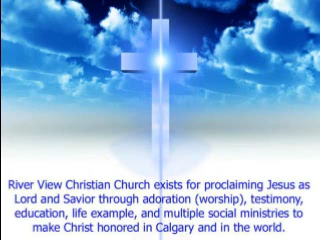 River View Christian Church exists for proclaiming Jesus as
Lord and Savior through adoration (worship), testimony,
education, life example, and multiple social ministries to
make Christ honored in Calgary and in the world.